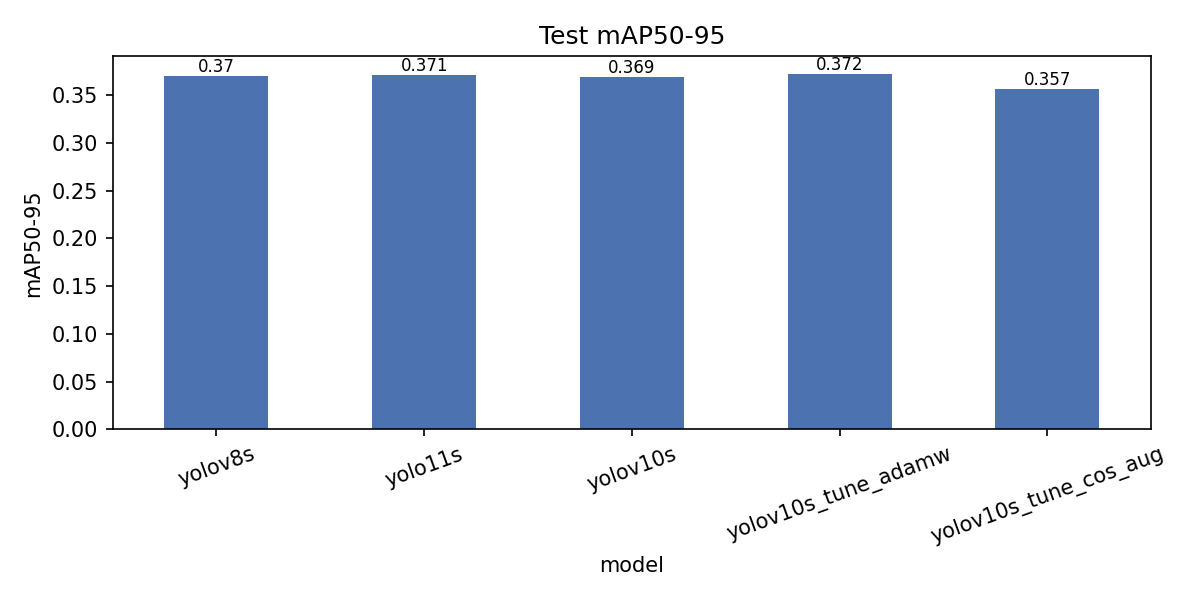 Test mAP50-95
0.37
0.371
0.369
0.372
0.357
mAP50-95
0.35
0.30
0.25
0.20
0.15
0.10
0.05
0.00
yolov8s
yolo11s
yolov10s
yolov10s_tune_adamw
yolov10s_tune_cos_aug
model